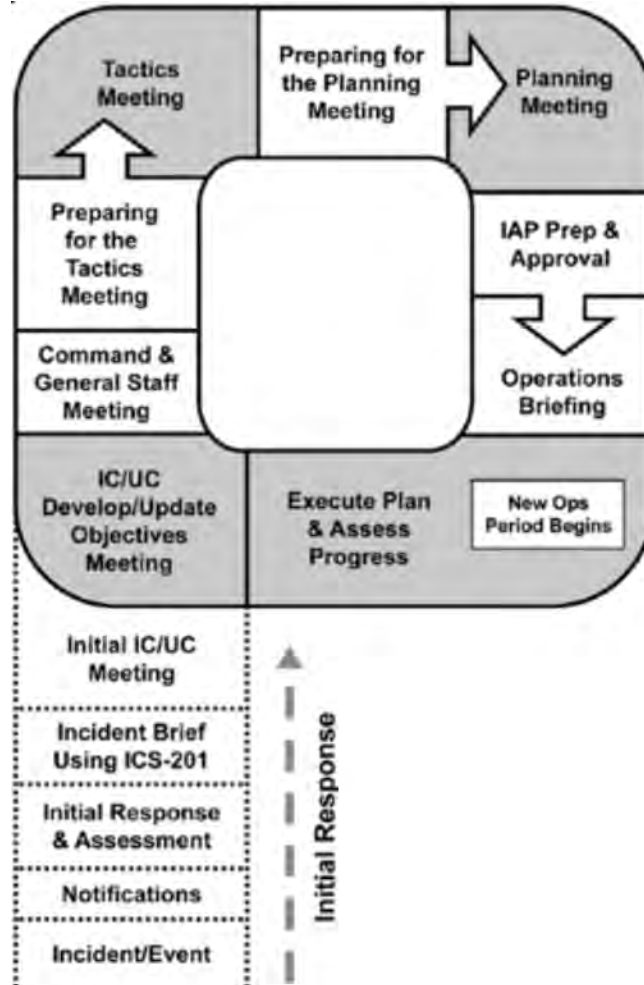 Tactics
Meeting
Preparing for
the Planning
Meeting
Planning
Meeting
Preparing
for the
Tactics
Meeting
IAP Prep &
Approval
Command &
General Staff
Meeting
Operations
Briefing
IC/UC
Develop/Update
Objectives
Meeting
Execute Plan
& Assess
Progress
New Ops
Period Begins
Initial IC/UC
Meeting
Incident Brief
Using ICS-201
Initial Response
& Assessment
Notifications
Incident/Event
Initial Response